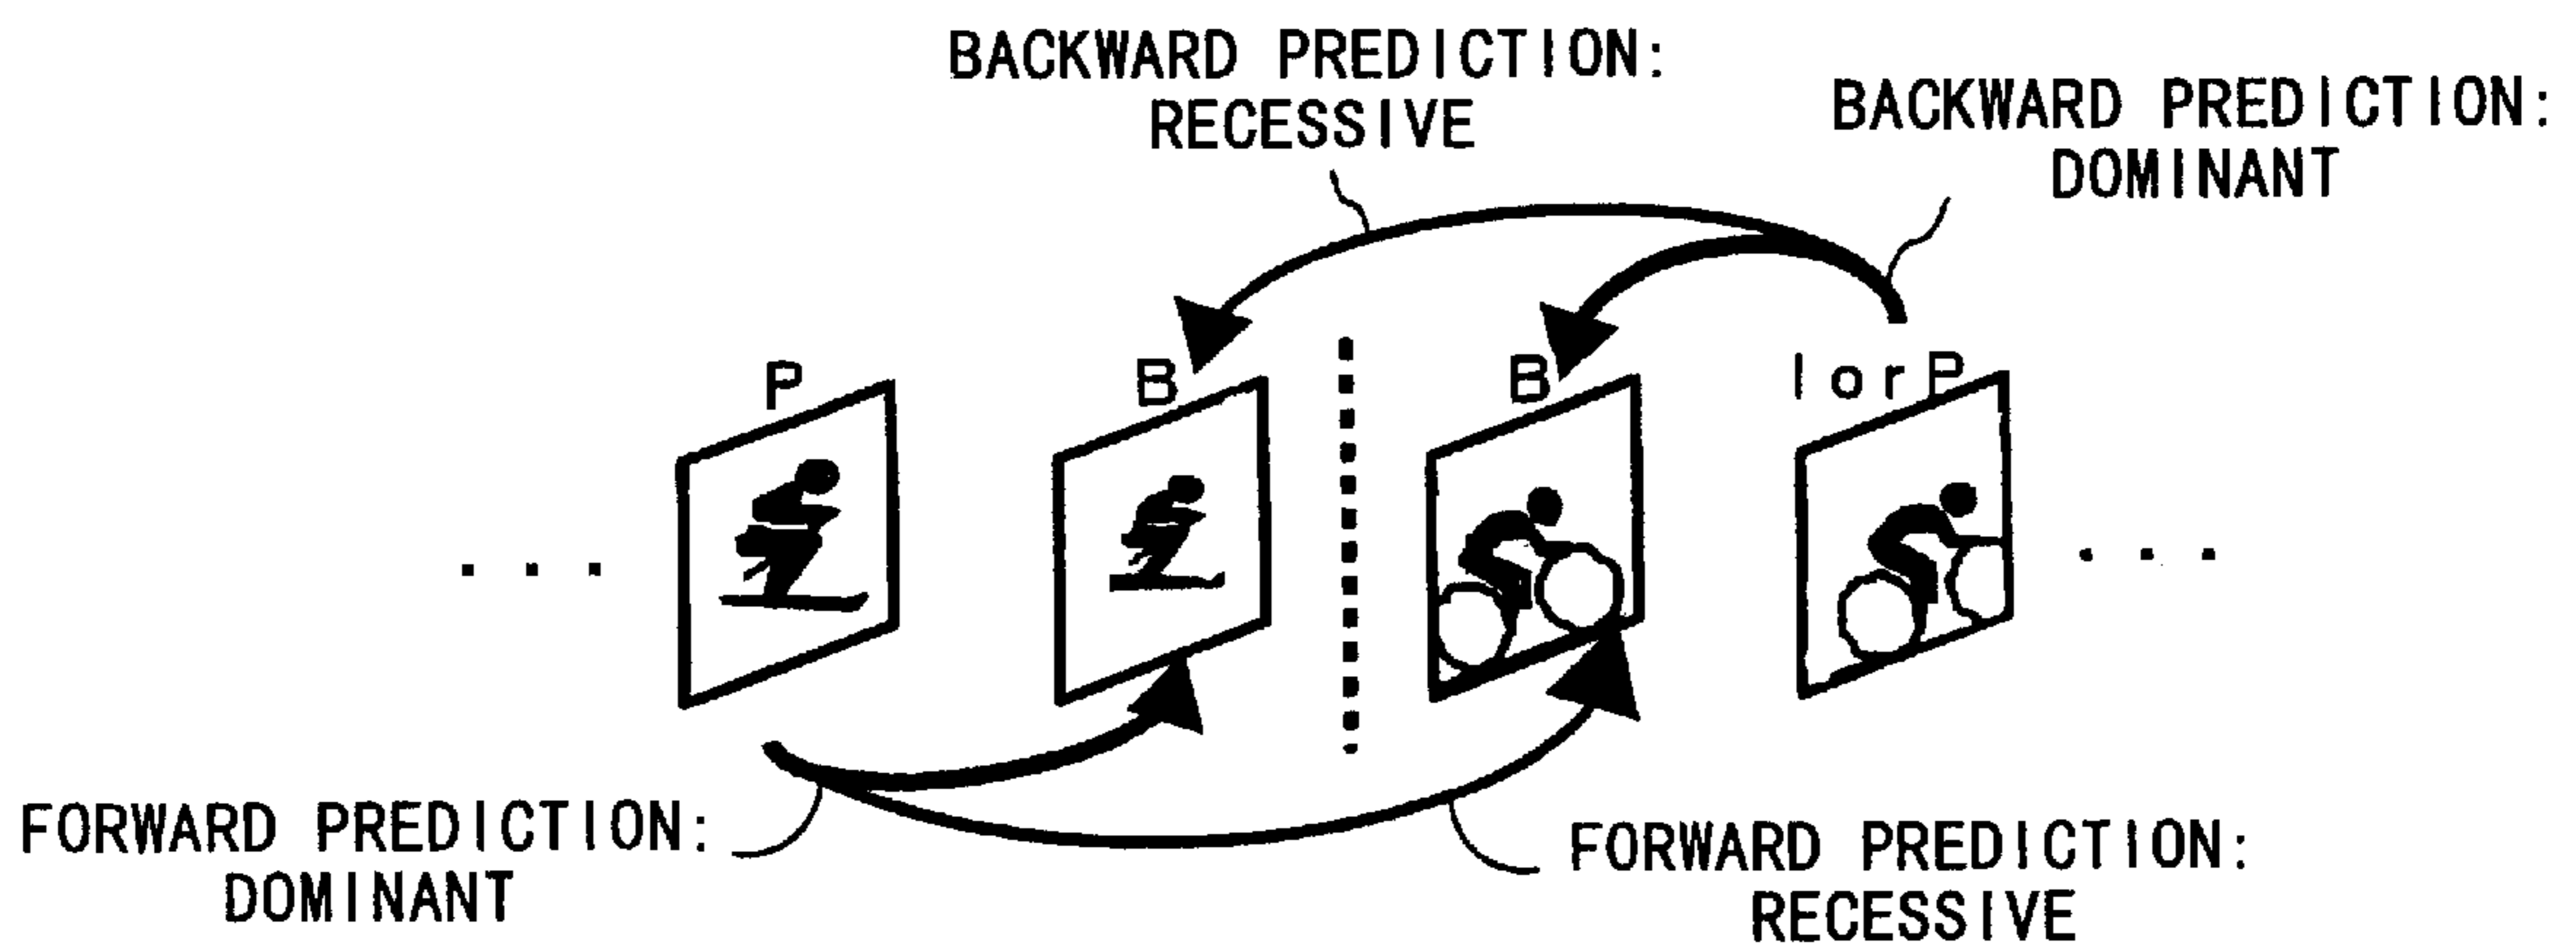 BACKWARD PREDICTION:
RECESSIVE
BACKWARD PREDICTION:
DOMINANT
P
B
B
I or P
. . .
. . .
FORWARD PREDICTION:
DOMINANT
FORWARD PREDICTION:
RECESSIVE